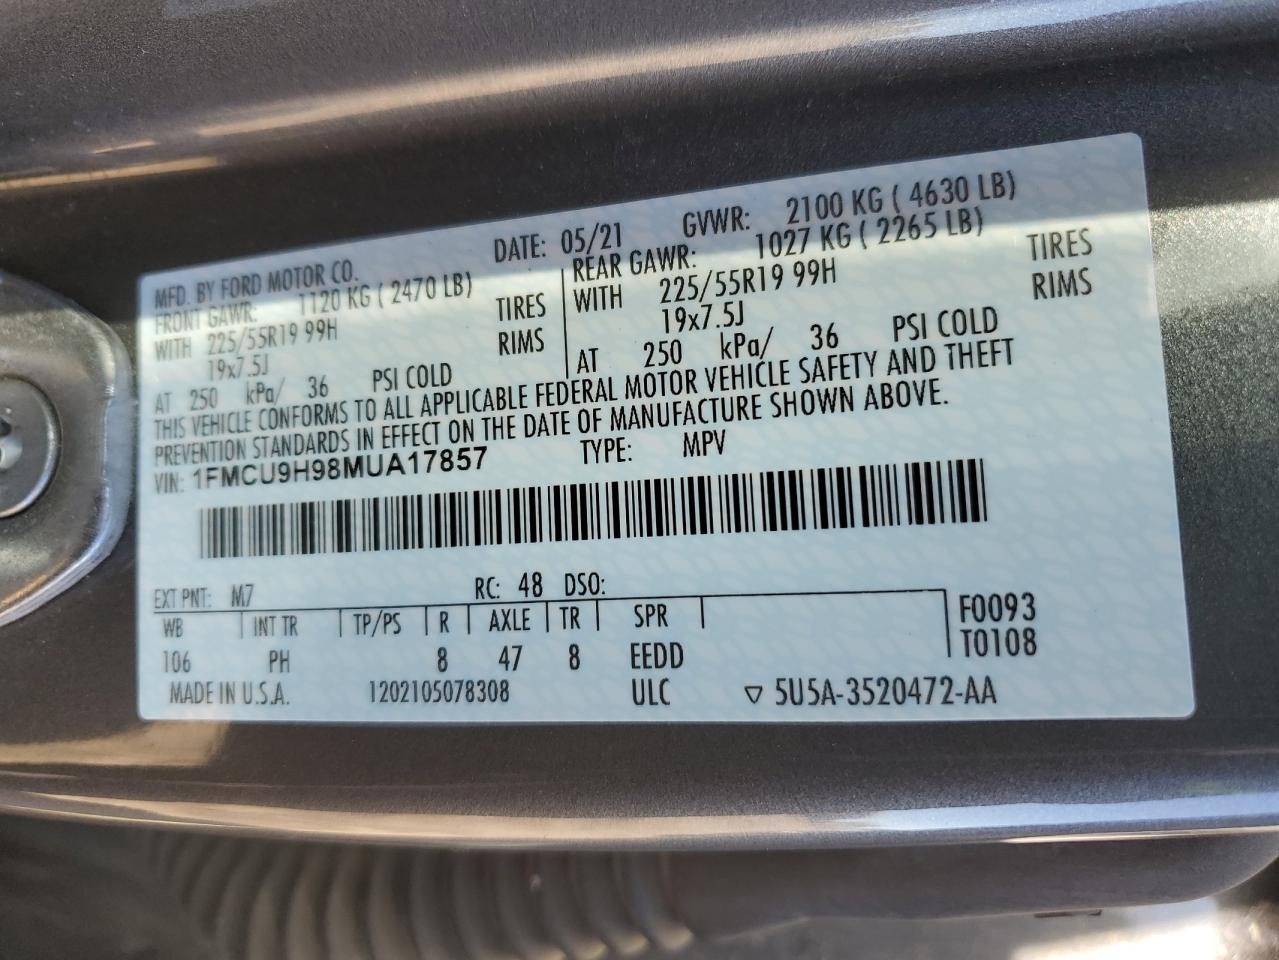 MFD. BY FORD MOTOR CO. DATE: 05/21 GVWR: 2100 KG ( 4630 LB)
FRONT GAWR: 1120 KG ( 2470 LB) REAR GAWR: 1027 KG ( 2265 LB)
WITH 225/55R19 99H TIRES WITH 225/55R19 99H TIRES
19x7.5J RIMS 19x7.5J RIMS
AT 250 kPa/ 36 PSI COLD AT 250 kPa/ 36 PSI COLD
THIS VEHICLE CONFORMS TO ALL APPLICABLE FEDERAL MOTOR VEHICLE SAFETY AND THEFT
PREVENTION STANDARDS IN EFFECT ON THE DATE OF MANUFACTURE SHOWN ABOVE.
VIN: 1FMCU9H98MUA17857 TYPE: MPV
EXT PNT: M7 RC: 48 DSO:
WB INT TR TP/PS R AXLE TR SPR F0093
106 PH 8 47 8 EEDD T0108
MADE IN U.S.A. 1202105078308 ULC ▽ 5U5A-3520472-AA